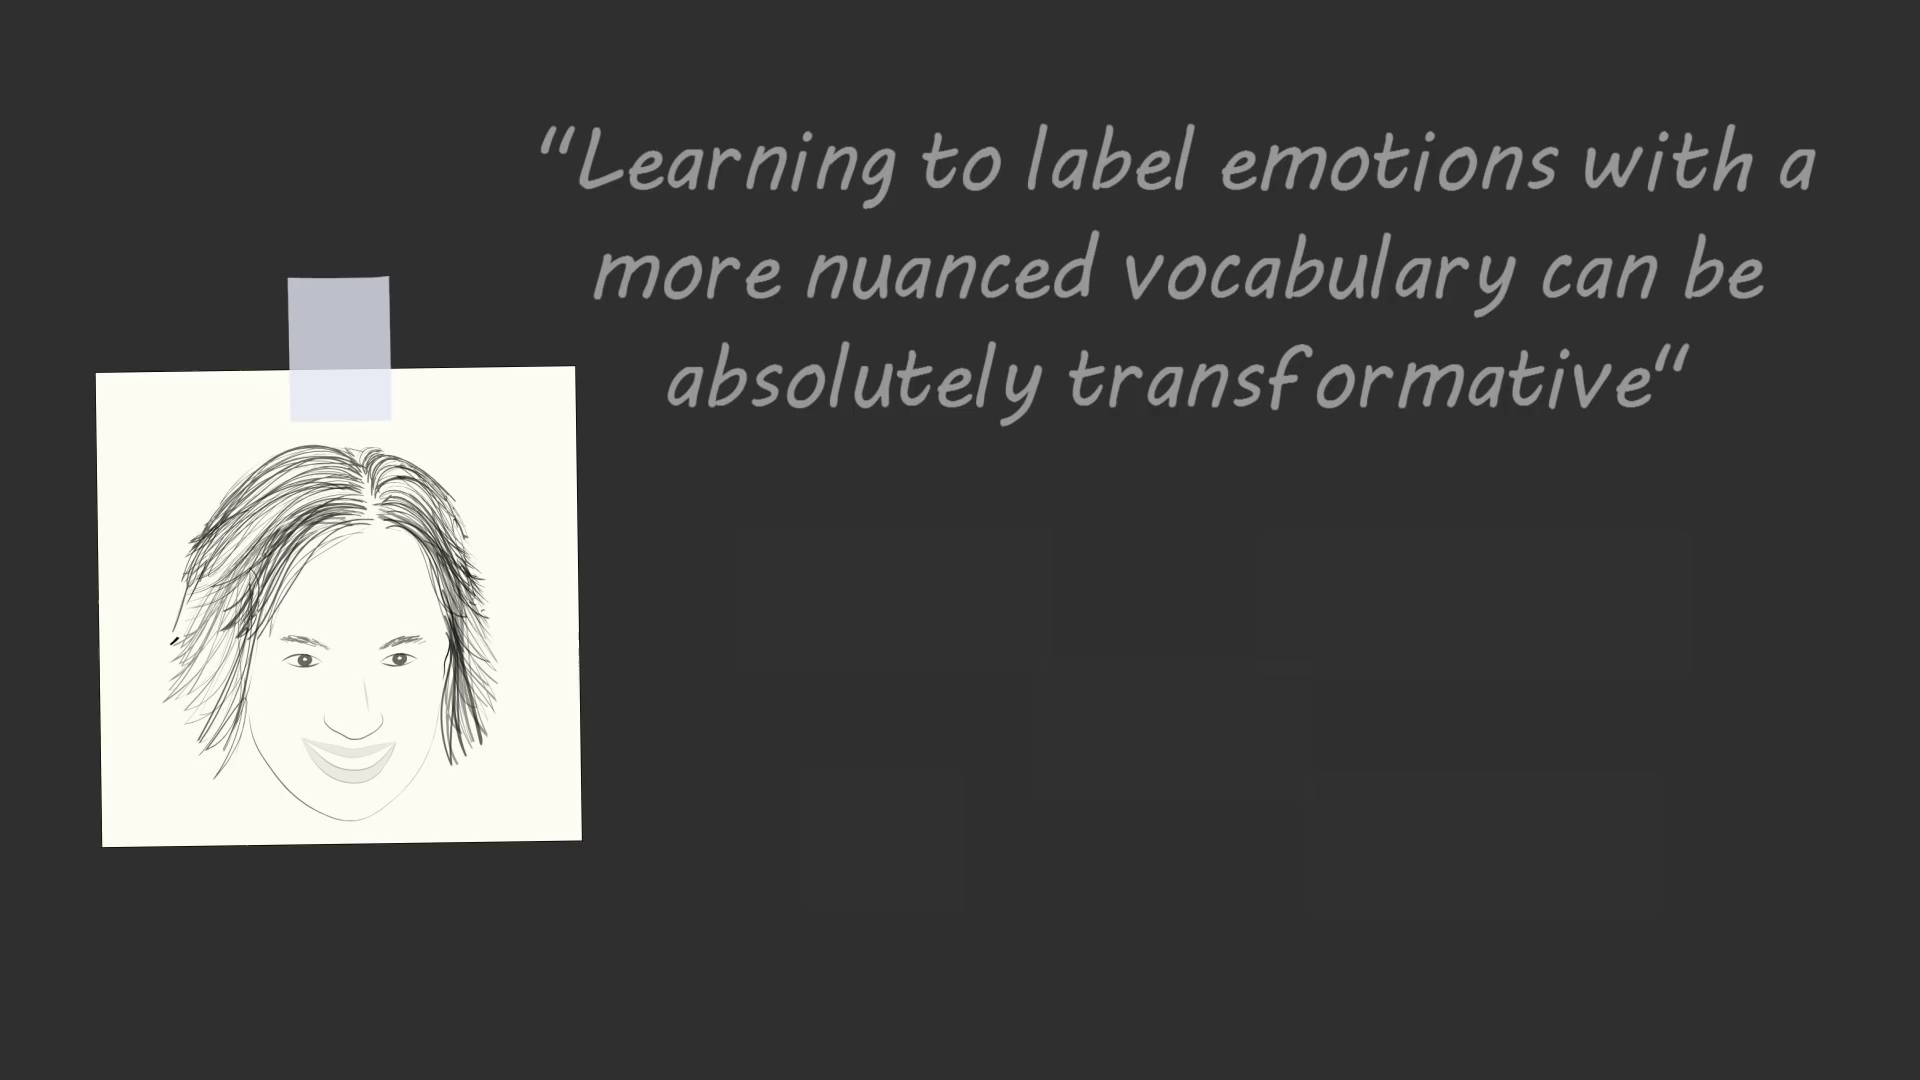 “Learning to label emotions with a
more nuanced vocabulary can be
absolutely transformative“